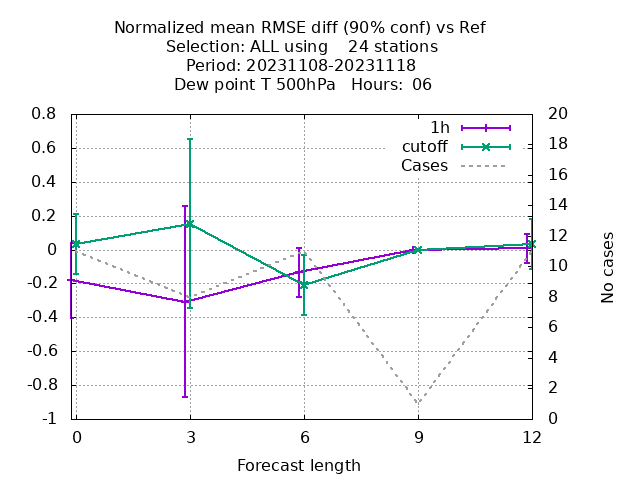 Normalized mean RMSE diff (90% conf) vs Ref
Selection: ALL using    24 stations
Period: 20231108-20231118
Dew point T 500hPa   Hours: 06
1h
cutoff
Cases
0.8
0.6
0.4
0.2
0
-0.2
-0.4
-0.6
-0.8
-1
20
18
16
14
12
10
8
6
4
2
0
No cases
0 3 6 9 12
Forecast length